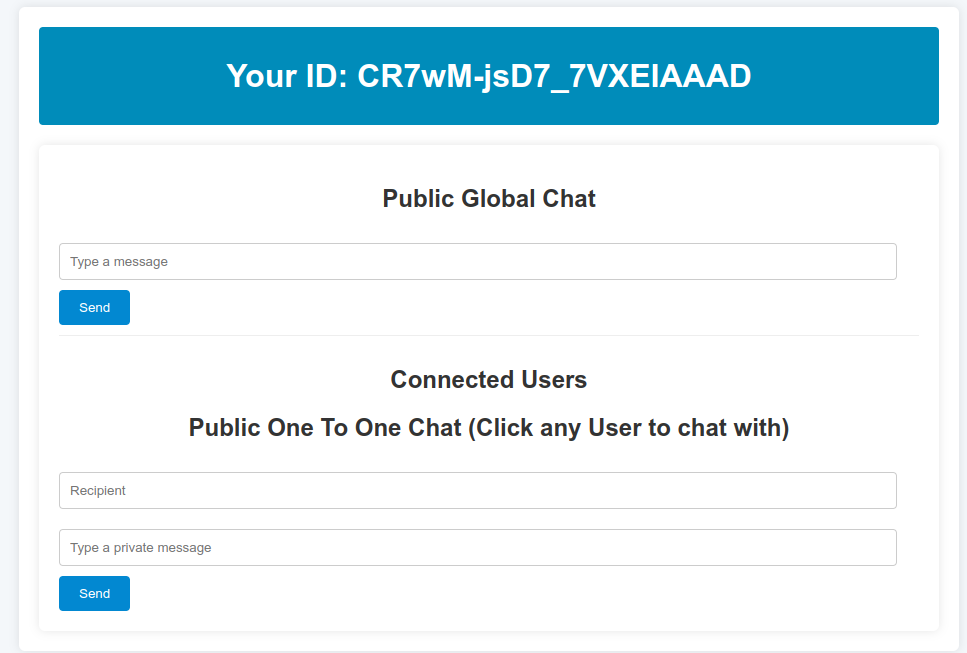 Your ID: CR7wM-jsD7_7VXEIAAAD
Public Global Chat
Type a message
Send
Connected Users
Public One To One Chat (Click any User to chat with)
Recipient
Type a private message
Send